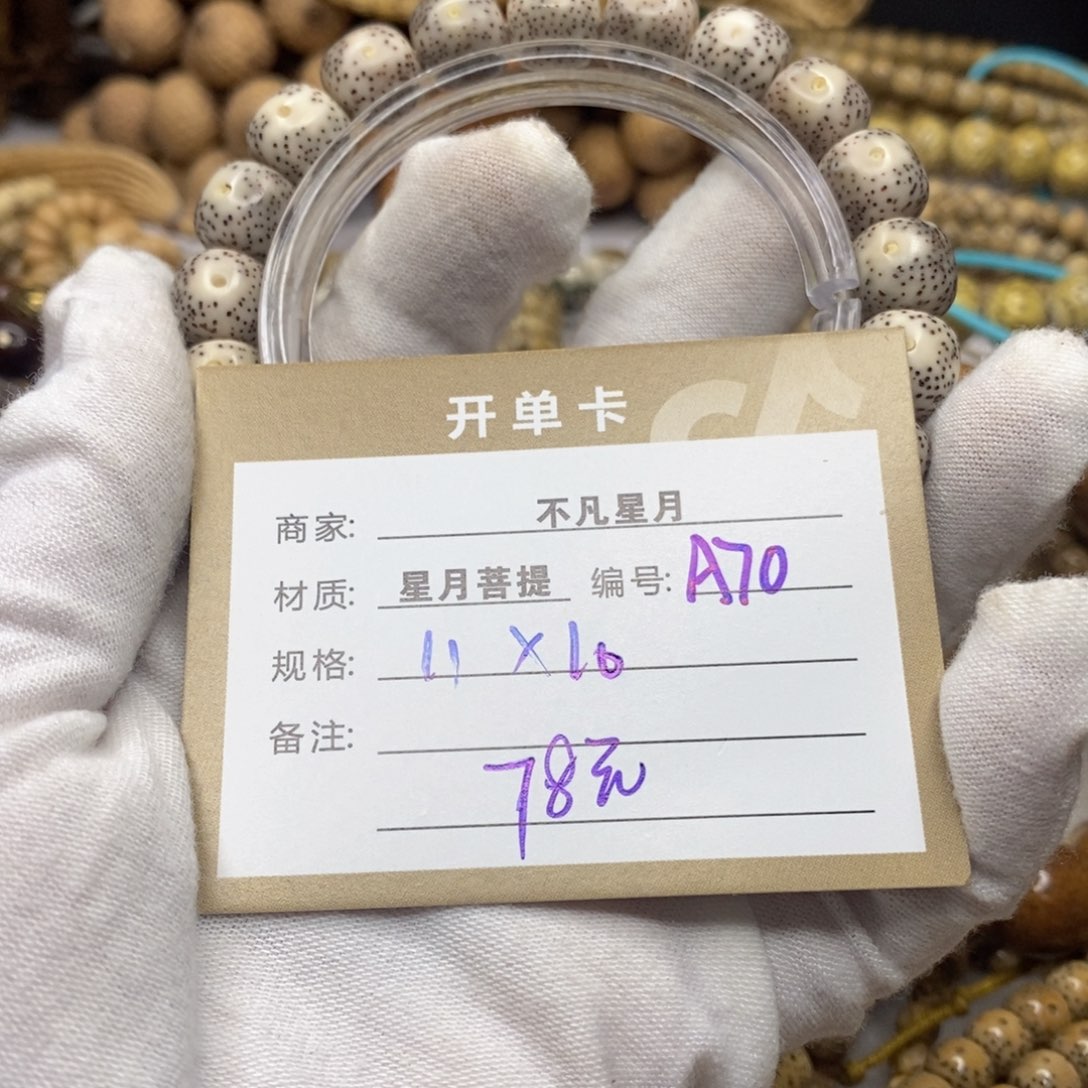 开单卡
商家: 不凡星月
材质: 星月菩提 编号: A70
规格: 11 X 10
备注:
78元